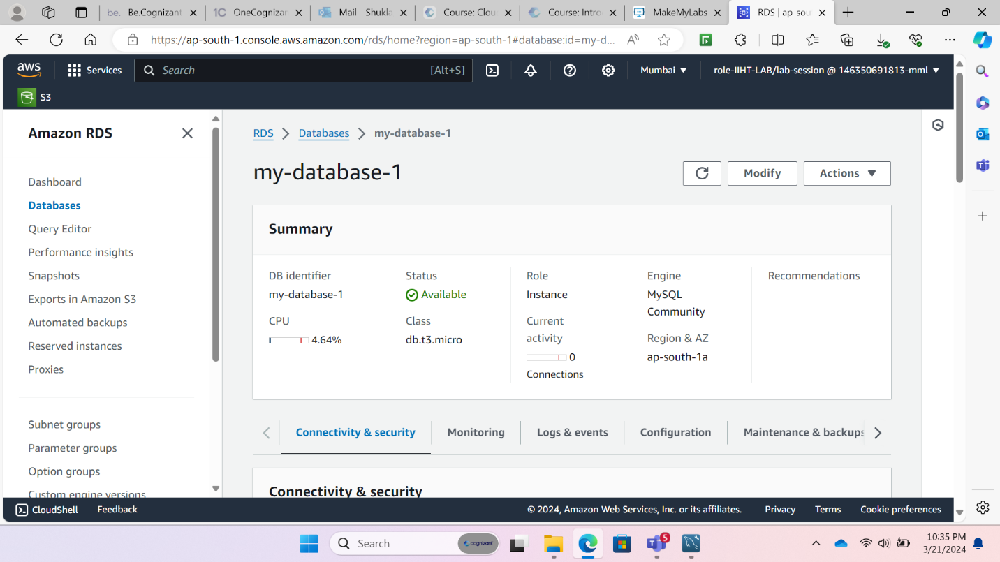 be. Be.Cognizant
1C OneCognizan
Mail - Shukla
Course: Clou
Course: Intro
MakeMyLabs
RDS | ap-sou
https://ap-south-1.console.aws.amazon.com/rds/home?region=ap-south-1#database:id=my-d...
aws
Services
Search
[Alt+S]
Mumbai
role-IIHT-LAB/lab-session @ 146350691813-mml
S3
Amazon RDS
Dashboard
Databases
Query Editor
Performance insights
Snapshots
Exports in Amazon S3
Automated backups
Reserved instances
Proxies
Subnet groups
Parameter groups
Option groups
Custom engine versions
RDS
Databases
my-database-1
my-database-1
Modify
Actions
Summary
DB identifier
my-database-1
CPU
4.64%
Status
Available
Class
db.t3.micro
Role
Instance
Current
activity
0
Connections
Engine
MySQL
Community
Region & AZ
ap-south-1a
Recommendations
Connectivity & security
Monitoring
Logs & events
Configuration
Maintenance & backups
Connectivity & security
CloudShell
Feedback
© 2024, Amazon Web Services, Inc. or its affiliates.
Privacy
Terms
Cookie preferences
Search
cognizant
5
10:35 PM
3/21/2024